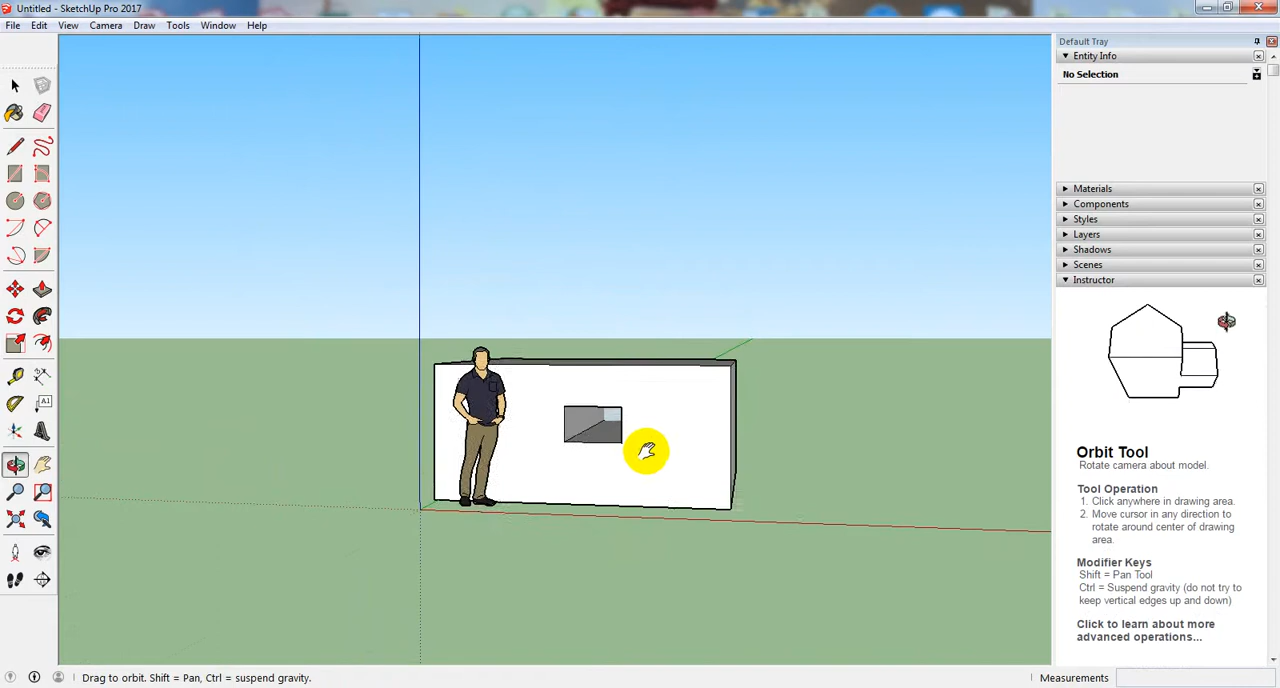 Untitled - SketchUp Pro 2017
File Edit View Camera Draw Tools Window Help
Default Tray
Entity Info
No Selection
Materials
Components
Styles
Layers
Shadows
Scenes
Instructor
A1
Orbit Tool
Rotate camera about model.
Tool Operation
1. Click anywhere in drawing area.
2. Move cursor in any direction to
rotate around center of drawing
area.
Modifier Keys
Shift = Pan Tool
Ctrl = Suspend gravity (do not try to
keep vertical edges up and down)
Click to learn about more
advanced operations...
Drag to orbit. Shift = Pan, Ctrl = suspend gravity.
Measurements